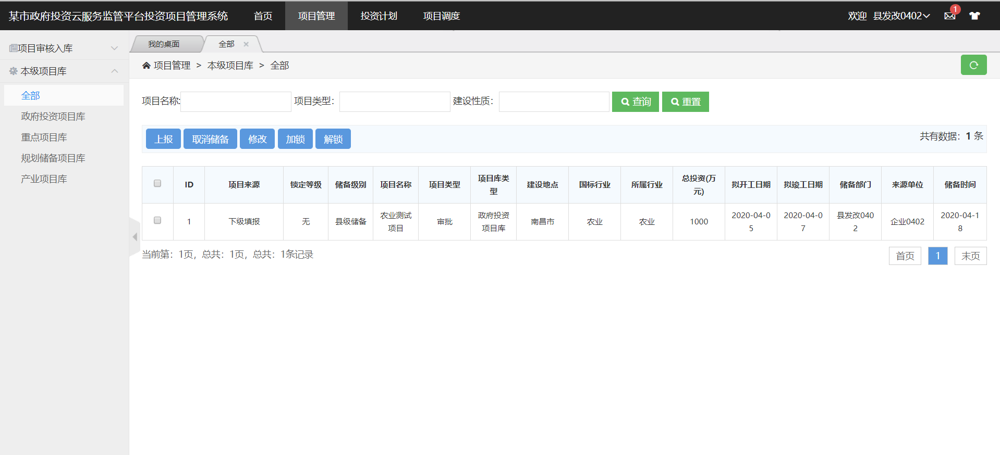 某市政府投资云服务监管平台投资项目管理系统 首页 项目管理 投资计划 项目调度 欢迎 县发改0402 1
项目审核入库
本级项目库
全部
政府投资项目库
重点项目库
规划储备项目库
产业项目库
我的桌面 全部
项目管理 > 本级项目库 > 全部
项目名称: 项目类型： 建设性质： 查询 重置
上报 取消储备 修改 加锁 解锁 共有数据：1 条
ID 项目来源 锁定等级 储备级别 项目名称 项目类型 项目库类型 建设地点 国标行业 所属行业 总投资(万元) 拟开工日期 拟竣工日期 储备部门 来源单位 储备时间
1 下级填报 无 县级储备 农业测试项目 审批 政府投资项目库 南昌市 农业 农业 1000 2020-04-05 2020-04-07 县发改0402 企业0402 2020-04-18
当前第：1页，总共：1页，总共：1条记录 首页 1 末页